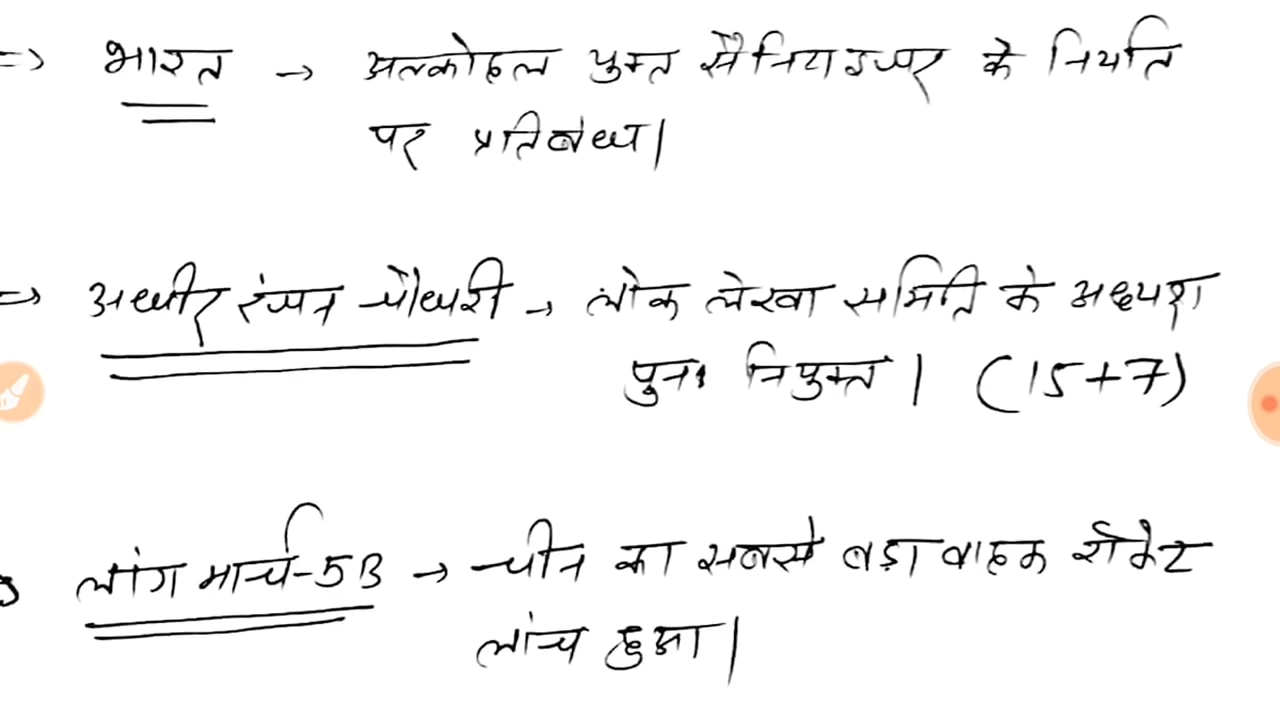 => भारत → अल्कोहल युक्त सैनिटाइजर के निर्यात
पर प्रतिबंध।
=> अधीर रंजन चौधरी → लोक लेखा समिति के अध्यक्ष
पुनः नियुक्त। (15+7)
लांग मार्च-5B → चीन का सबसे बड़ा वाहक रॉकेट
लांच हुआ।